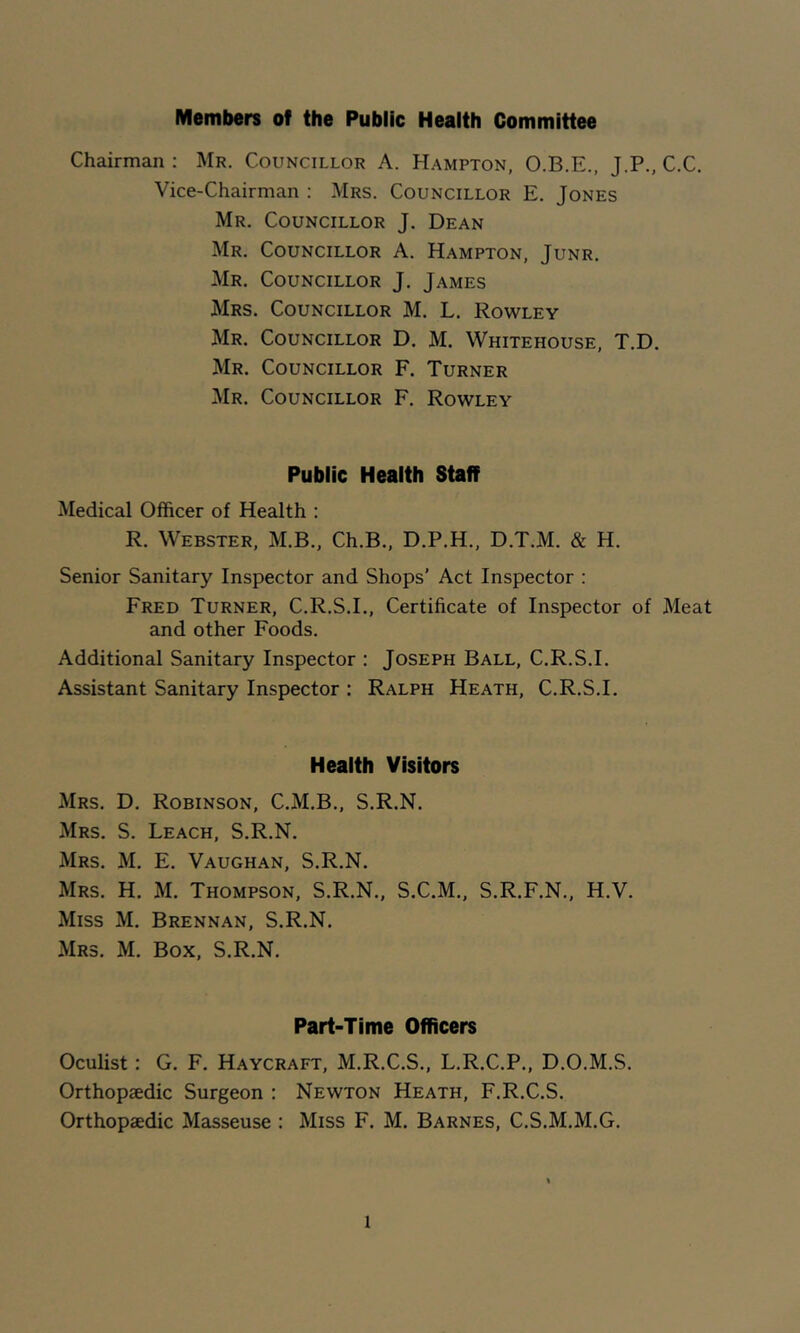 Members of the Public Health Committee
Chairman : Mr. Councillor A. Hampton, O.B.E., J.P., C.C.
Vice-Chairman : Mrs. Councillor E. Jones
Mr. Councillor J. Dean
Mr. Councillor A. Hampton, Junr.
Mr. Councillor J. James
Mrs. Councillor M. L. Rowley
Mr. Councillor D. M. Whitehouse, T.D.
Mr. Councillor F. Turner
Mr. Councillor F. Rowley
Public Health Staff
Medical Officer of Health :
R. Webster, M.B., Ch.B., D.P.H., D.T.M. & H.
Senior Sanitary Inspector and Shops' Act Inspector :
Fred Turner, C.R.S.I., Certificate of Inspector of Meat
and other Foods.
Additional Sanitary Inspector : Joseph Ball, C.R.S.I.
Assistant Sanitary Inspector : Ralph Heath, C.R.S.I.
Health Visitors
Mrs. D. Robinson, C.M.B., S.R.N.
Mrs. S. Leach, S.R.N.
Mrs. M. E. Vaughan, S.R.N.
Mrs. H. M. Thompson, S.R.N., S.C.M., S.R.F.N., H.V.
Miss M. Brennan, S.R.N.
Mrs. M. Box, S.R.N.
Part-Time Officers
Oculist : G. F. Haycraft, M.R.C.S., L.R.C.P., D.O.M.S.
Orthopædic Surgeon : Newton Heath, F.R.C.S.
Orthopædic Masseuse : Miss F. M. Barnes, C.S.M.M.G.
1